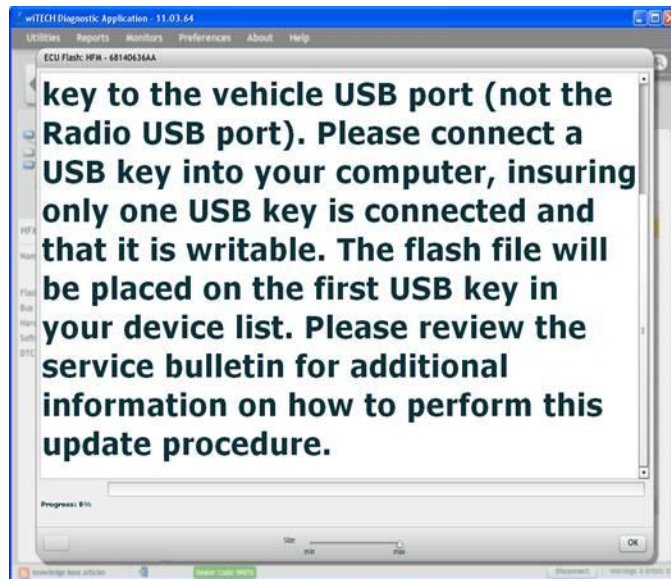 wiTECH Diagnostic Application - 11.03.64
Utilities Reports Monitors Preferences About Help
ECU Flash: HFM - 68140636AA
key to the vehicle USB port (not the
Radio USB port). Please connect a
USB key into your computer, insuring
only one USB key is connected and
that it is writable. The flash file will
be placed on the first USB key in
your device list. Please review the
service bulletin for additional
information on how to perform this
update procedure.
Progress: 0%
Size
min max
OK
Knowledge Base Articles
Disconnect